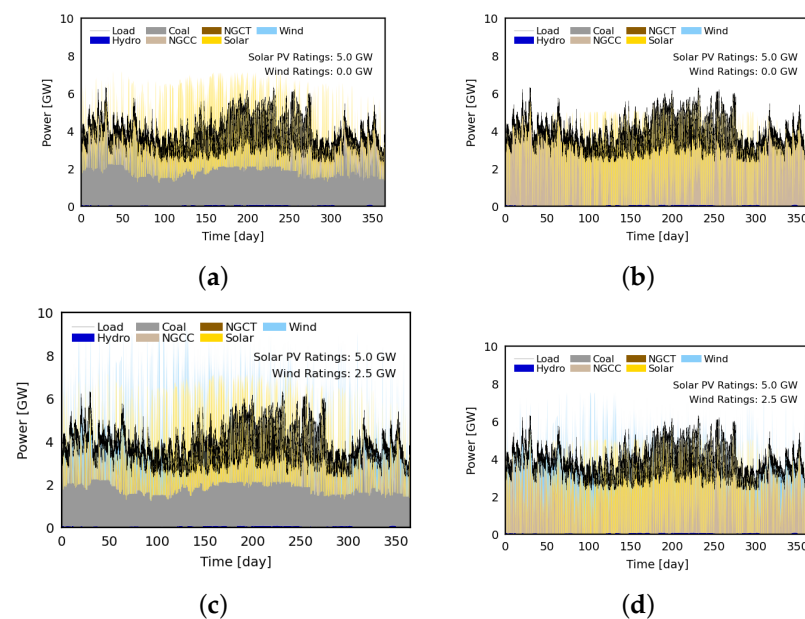 10
8
6
4
2
0
Power [GW]
Load Coal NGCT Wind
Hydro NGCC Solar
Solar PV Ratings: 5.0 GW
Wind Ratings: 0.0 GW
0 50 100 150 200 250 300 350
Time [day]
(a)
10
8
6
4
2
0
Power [GW]
Load Coal NGCT Wind
Hydro NGCC Solar
Solar PV Ratings: 5.0 GW
Wind Ratings: 0.0 GW
0 50 100 150 200 250 300 350
Time [day]
(b)
10
8
6
4
2
0
Power [GW]
Load Coal NGCT Wind
Hydro NGCC Solar
Solar PV Ratings: 5.0 GW
Wind Ratings: 2.5 GW
0 50 100 150 200 250 300 350
Time [day]
(c)
10
8
6
4
2
0
Power [GW]
Load Coal NGCT Wind
Hydro NGCC Solar
Solar PV Ratings: 5.0 GW
Wind Ratings: 2.5 GW
0 50 100 150 200 250 300 350
Time [day]
(d)